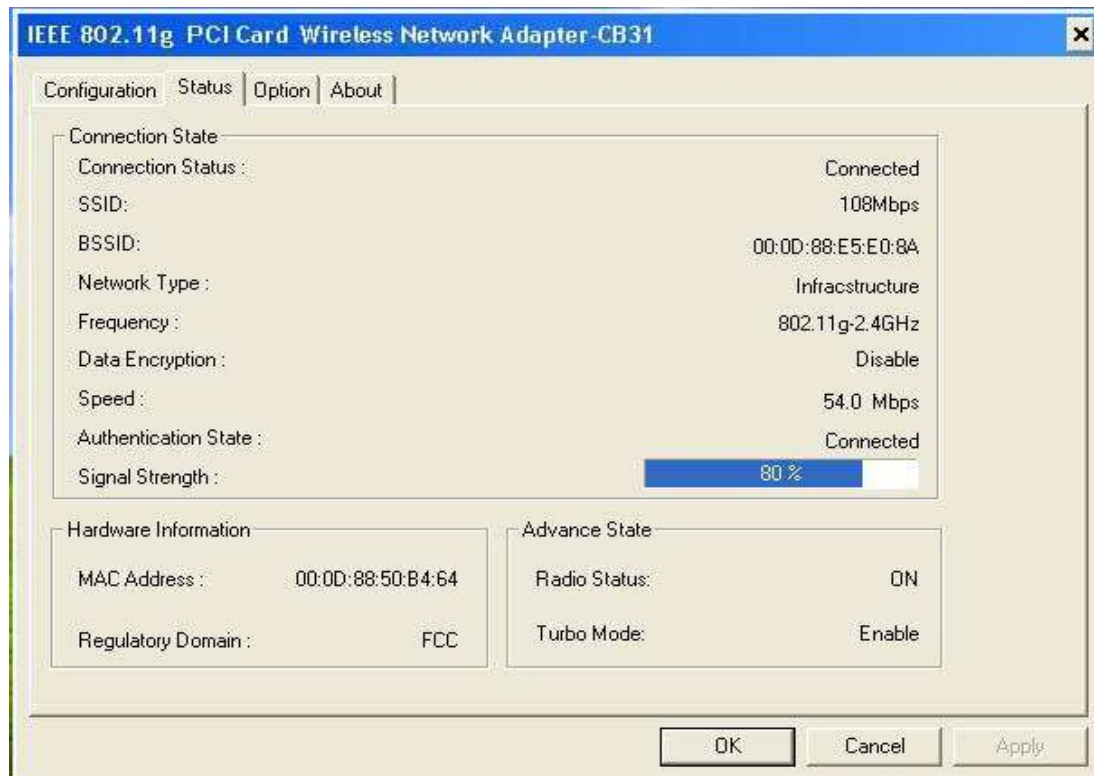 IEEE 802.11g PCI Card Wireless Network Adapter-CB31
Configuration Status Option About
Connection State
Connection Status : Connected
SSID: 108Mbps
BSSID: 00:0D:88:E5:E0:8A
Network Type : Infracstructure
Frequency : 802.11g-2.4GHz
Data Encryption : Disable
Speed : 54.0 Mbps
Authentication State : Connected
Signal Strength : 80 %
Hardware Information
MAC Address : 00:0D:88:50:B4:64
Regulatory Domain : FCC
Advance State
Radio Status: ON
Turbo Mode: Enable
OK Cancel Apply